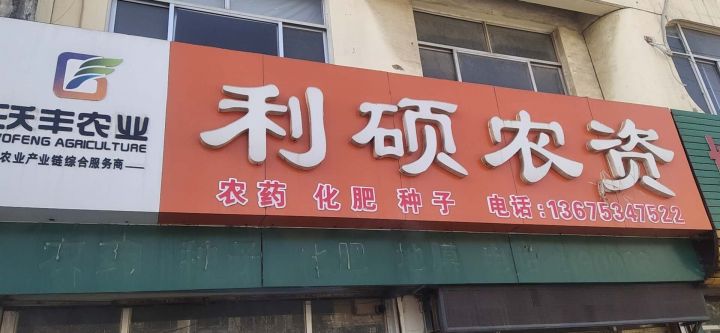 沃丰农业
OFENG AGRICULTURE
农业产业链综合服务商
利硕农资
农药 化肥 种子 电话:13675347522